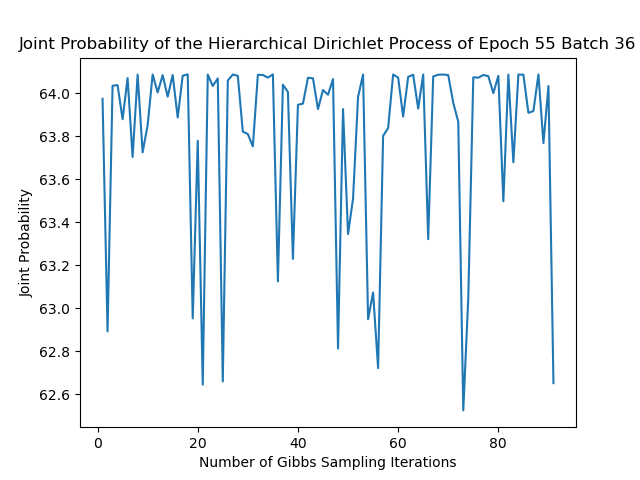 Joint Probability of the Hierarchical Dirichlet Process of Epoch 55 Batch 36
64.0
63.8
63.6
63.4
63.2
63.0
62.8
62.6
Joint Probability
0 20 40 60 80
Number of Gibbs Sampling Iterations